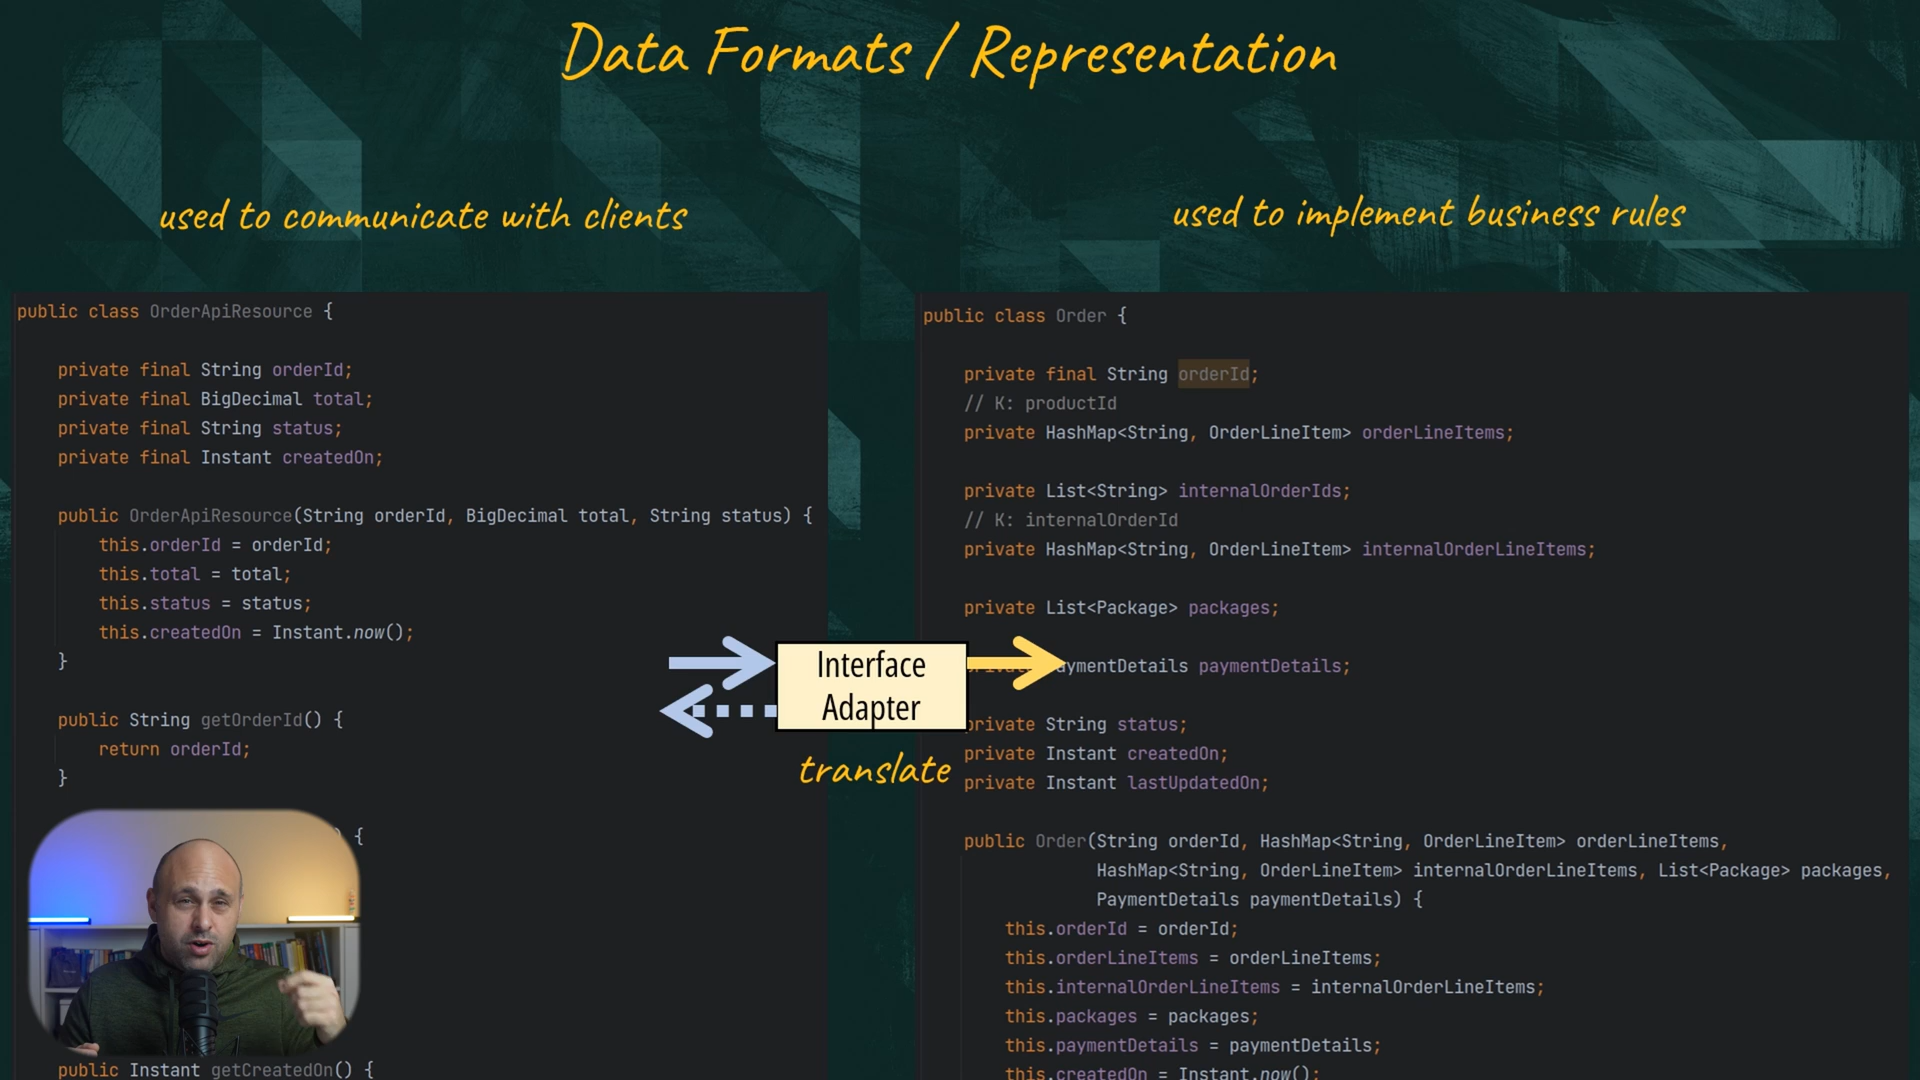 Data Formats / Representation
used to communicate with clients
public class OrderApiResource {
private final String orderId;
private final BigDecimal total;
private final String status;
private final Instant createdOn;
public OrderApiResource(String orderId, BigDecimal total, String status) {
this.orderId = orderId;
this.total = total;
this.status = status;
this.createdOn = Instant.now();
}
public String getOrderId() {
return orderId;
}
) {
public Instant getCreatedOn() {
Interface
Adapter
translate
used to implement business rules
public class Order {
private final String orderId;
// K: productId
private HashMap<String, OrderLineItem> orderLineItems;
private List<String> internalOrderIds;
// K: internalOrderId
private HashMap<String, OrderLineItem> internalOrderLineItems;
private List<Package> packages;
aymentDetails paymentDetails;
private String status;
private Instant createdOn;
private Instant lastUpdatedOn;
public Order(String orderId, HashMap<String, OrderLineItem> orderLineItems,
HashMap<String, OrderLineItem> internalOrderLineItems, List<Package> packages,
PaymentDetails paymentDetails) {
this.orderId = orderId;
this.orderLineItems = orderLineItems;
this.internalOrderLineItems = internalOrderLineItems;
this.packages = packages;
this.paymentDetails = paymentDetails;
this.createdOn = Instant.now();